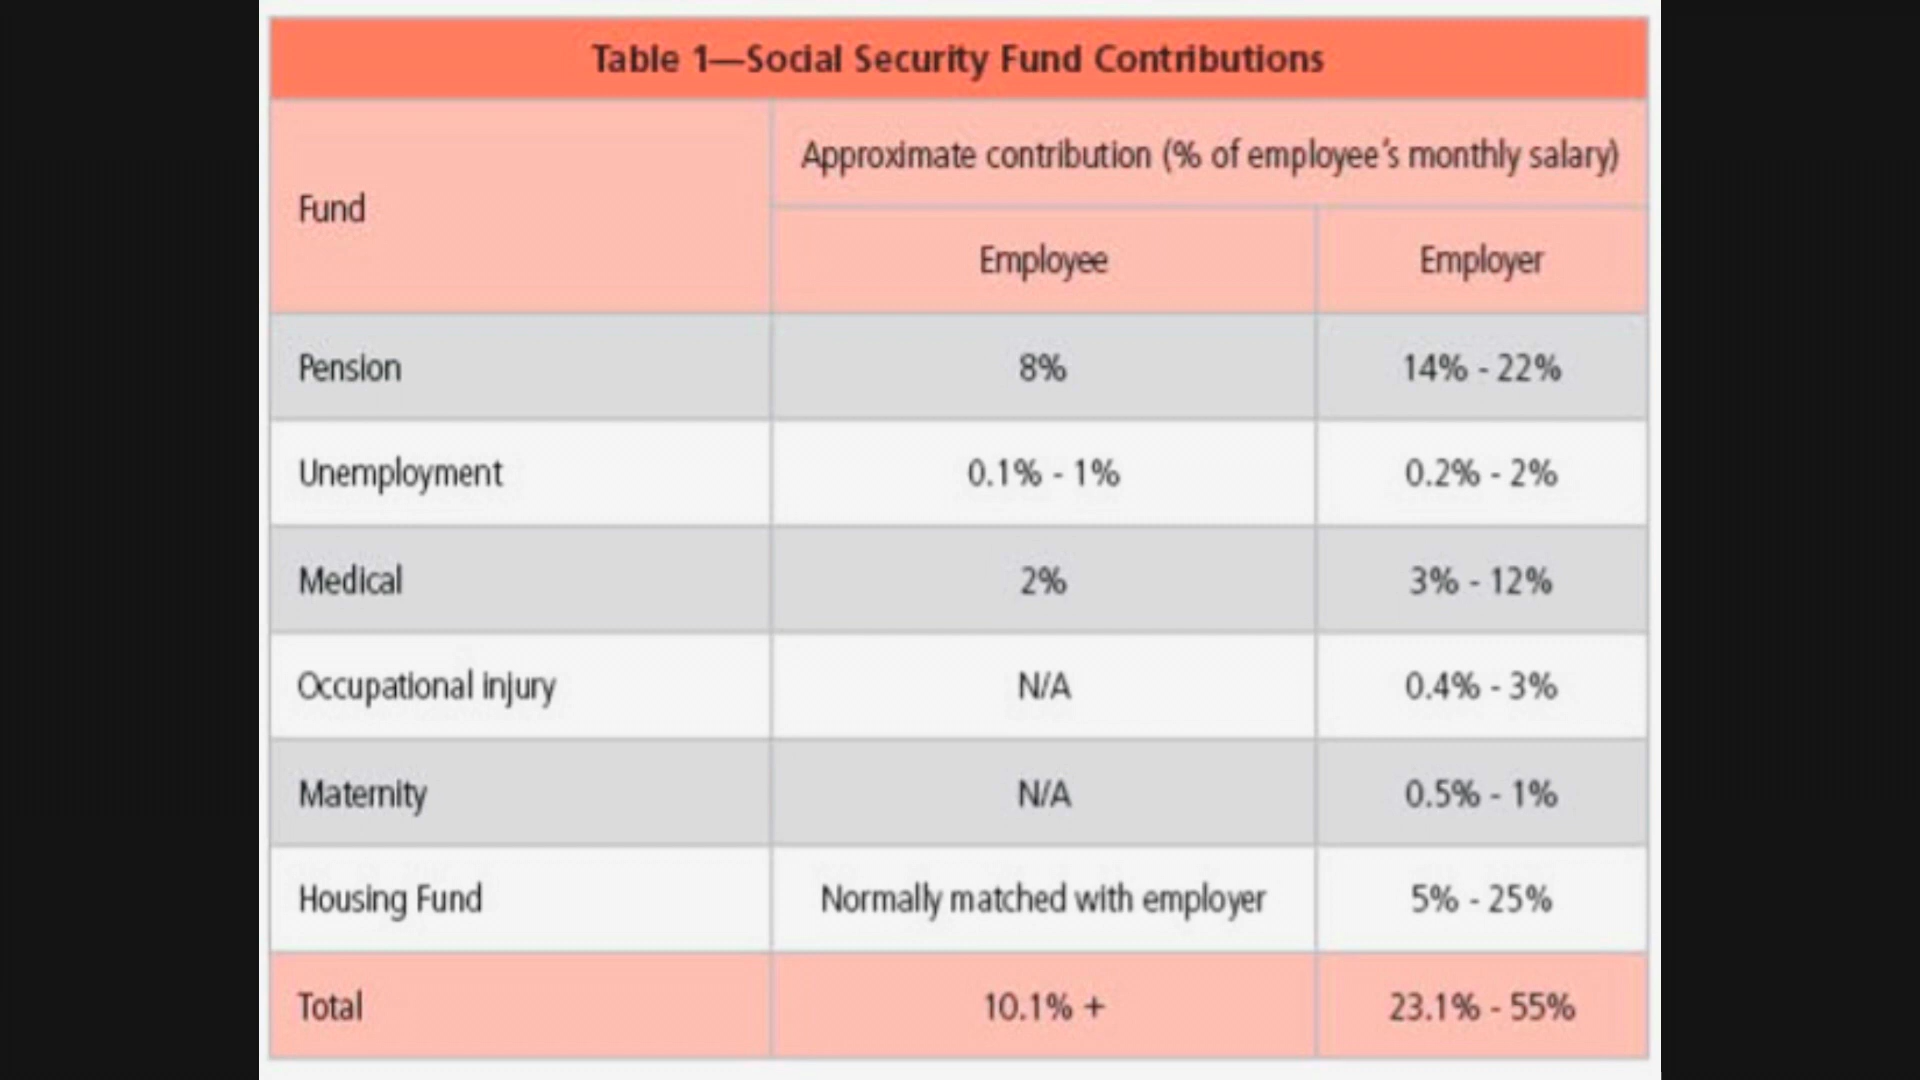 Table 1—Social Security Fund Contributions
Fund
Approximate contribution (% of employee's monthly salary)
Employee
Employer
Pension 8% 14% - 22%
Unemployment 0.1% - 1% 0.2% - 2%
Medical 2% 3% - 12%
Occupational injury N/A 0.4% - 3%
Maternity N/A 0.5% - 1%
Housing Fund Normally matched with employer 5% - 25%
Total 10.1% + 23.1% - 55%